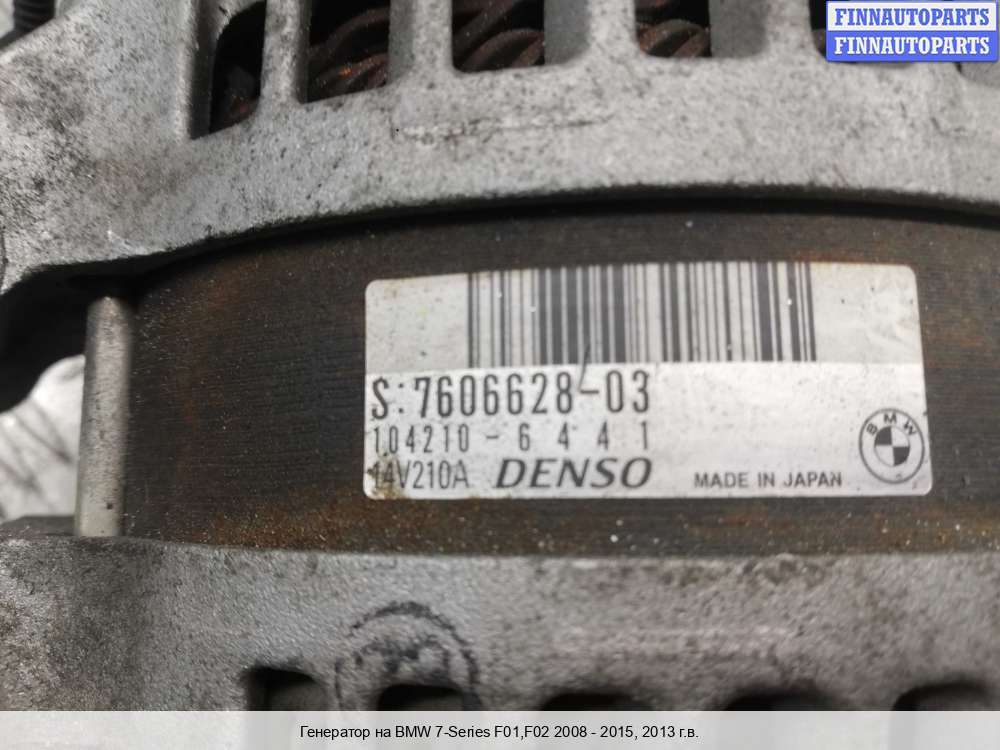 FINNAUTOPARTS
FINNAUTOPARTS
S:7606628-03
104210-6441
14V210A DENSO MADE IN JAPAN
BMW
Генератор на BMW 7-Series F01,F02 2008 - 2015, 2013 г.в.